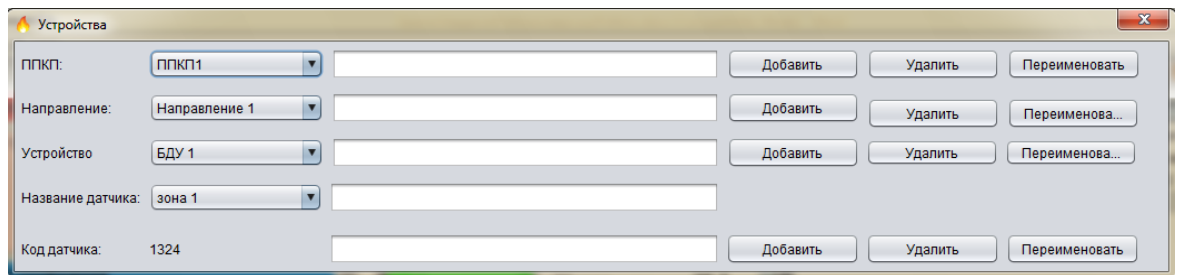 Устройства
ППКП: ППКП1 Добавить Удалить Переименовать
Направление: Направление 1 Добавить Удалить Переименова...
Устройство БДУ 1 Добавить Удалить Переименова...
Название датчика: зона 1
Код датчика: 1324 Добавить Удалить Переименовать